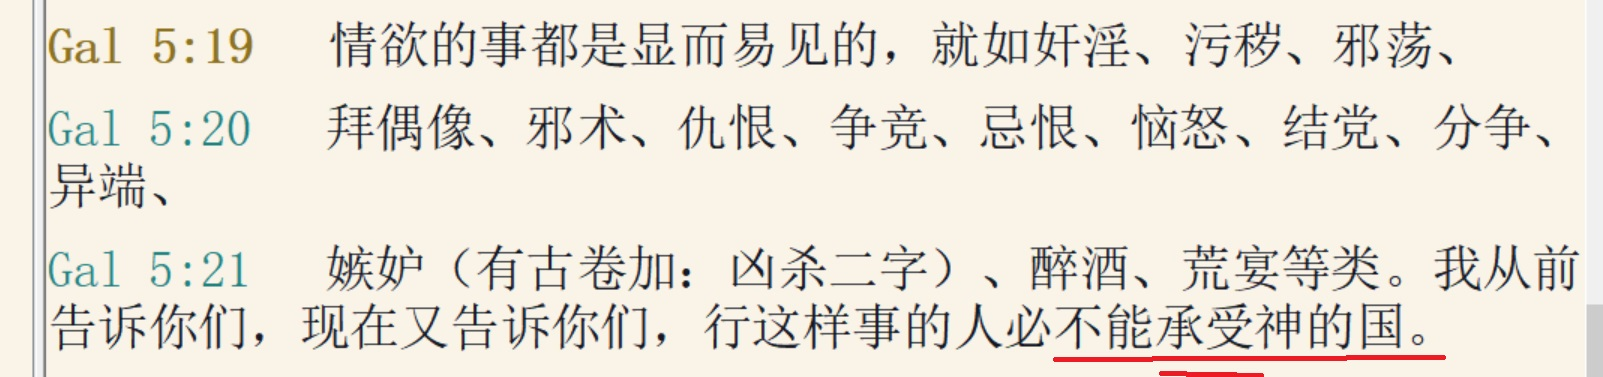 Gal 5:19 情欲的事都是显而易见的，就如奸淫、污秽、邪荡、
Gal 5:20 拜偶像、邪术、仇恨、争竞、忌恨、恼怒、结党、分争、
异端、
Gal 5:21 嫉妒（有古卷加：凶杀二字）、醉酒、荒宴等类。我从前
告诉你们，现在又告诉你们，行这样事的人必不能承受神的国。